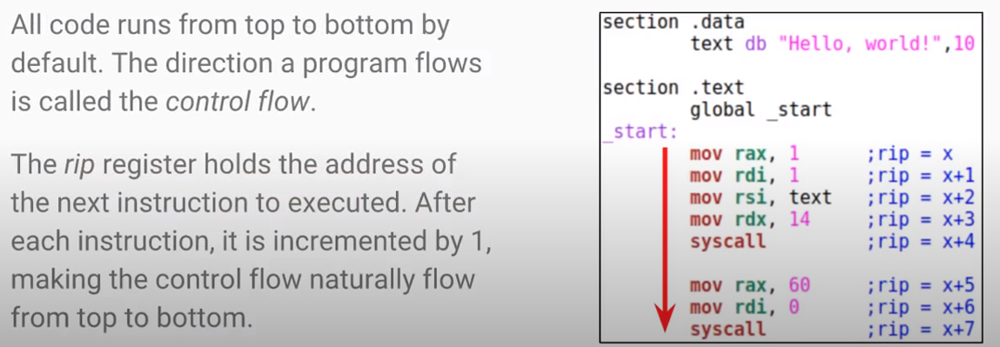 All code runs from top to bottom by
default. The direction a program flows
is called the control flow.
The rip register holds the address of
the next instruction to executed. After
each instruction, it is incremented by 1,
making the control flow naturally flow
from top to bottom.
section .data
text db "Hello, world!",10
section .text
global _start
_start:
mov rax, 1 ;rip = x
mov rdi, 1 ;rip = x+1
mov rsi, text ;rip = x+2
mov rdx, 14 ;rip = x+3
syscall ;rip = x+4
mov rax, 60 ;rip = x+5
mov rdi, 0 ;rip = x+6
syscall ;rip = x+7